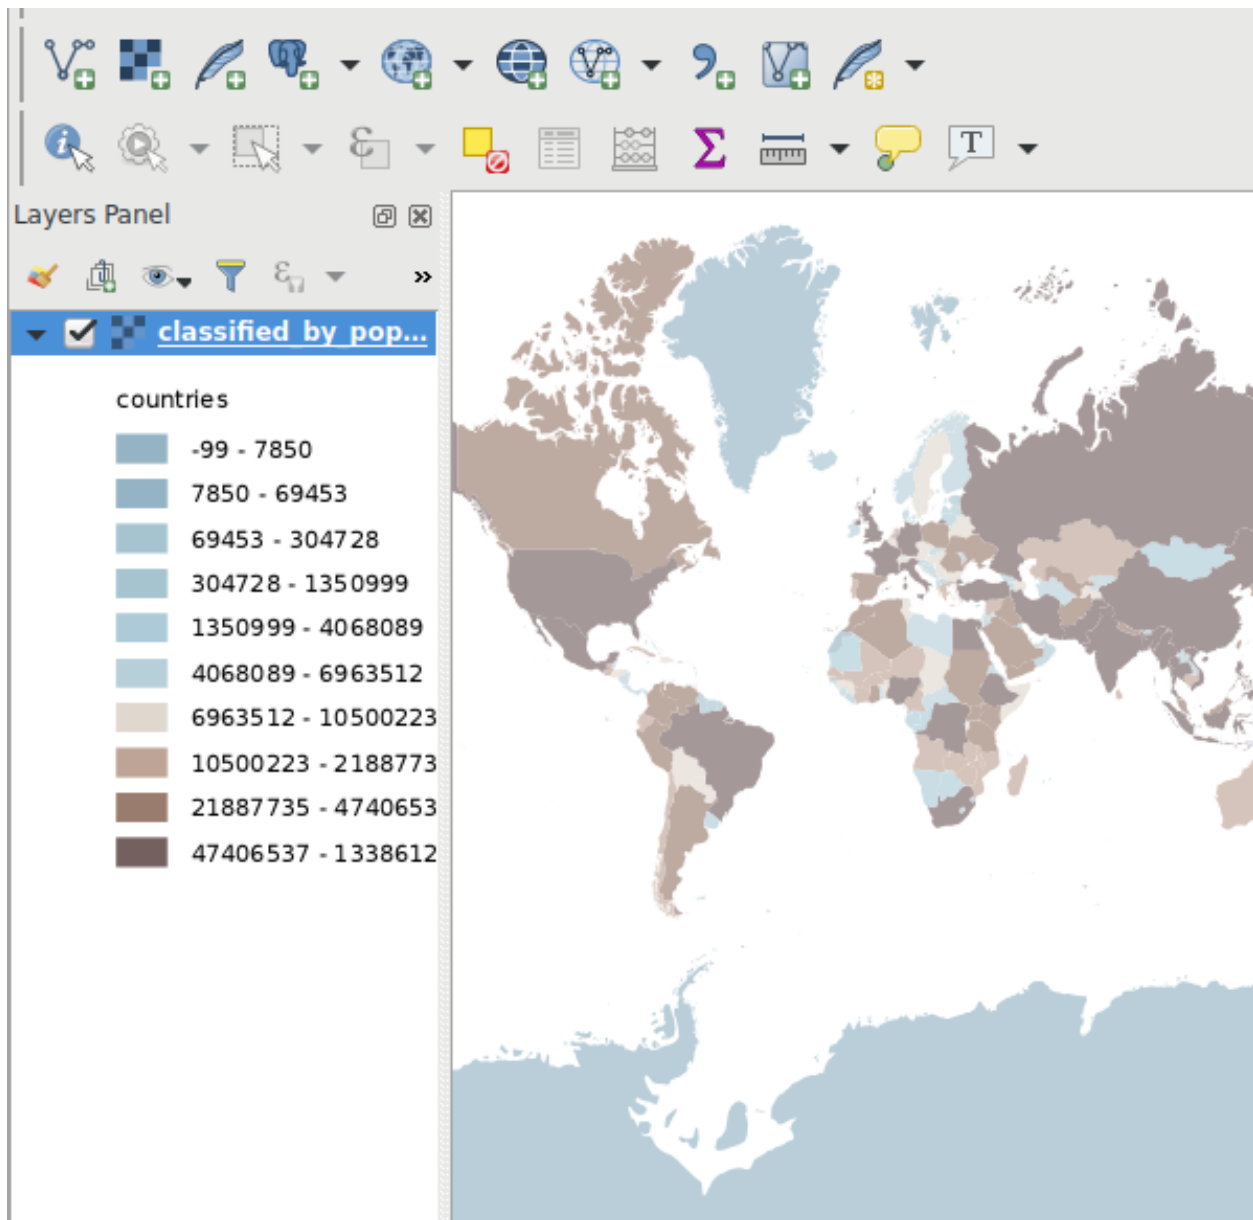 T
Layers Panel
classified_by_pop...
countries
-99 - 7850
7850 - 69453
69453 - 304728
304728 - 1350999
1350999 - 4068089
4068089 - 6963512
6963512 - 10500223
10500223 - 2188773
21887735 - 4740653
47406537 - 1338612